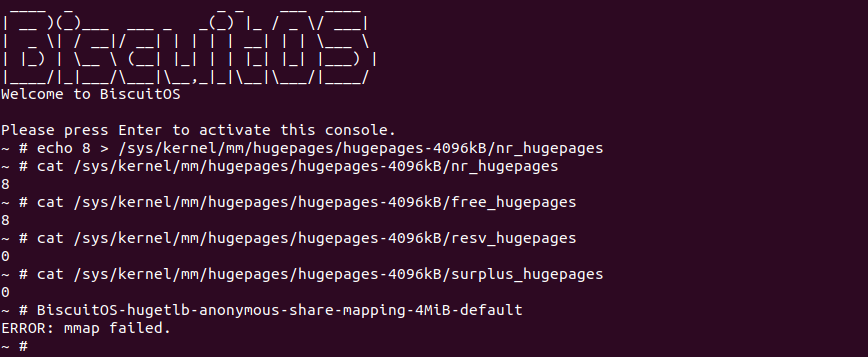 ____  _                _ _    ___  ____
| __ )(_)___  ___ _   _(_) |_ / _ \/ ___|
|  _ \| / __|/ __| | | | | __| | | \___ \
| |_) | \__ \ (__| |_| | | |_| |_| |___) |
|____/|_|___/\___|\__,_|_|\__|\___/|____/
Welcome to BiscuitOS
Please press Enter to activate this console.
~ # echo 8 > /sys/kernel/mm/hugepages/hugepages-4096kB/nr_hugepages
~ # cat /sys/kernel/mm/hugepages/hugepages-4096kB/nr_hugepages
8
~ # cat /sys/kernel/mm/hugepages/hugepages-4096kB/free_hugepages
8
~ # cat /sys/kernel/mm/hugepages/hugepages-4096kB/resv_hugepages
0
~ # cat /sys/kernel/mm/hugepages/hugepages-4096kB/surplus_hugepages
0
~ # BiscuitOS-hugetlb-anonymous-share-mapping-4MiB-default
ERROR: mmap failed.
~ #